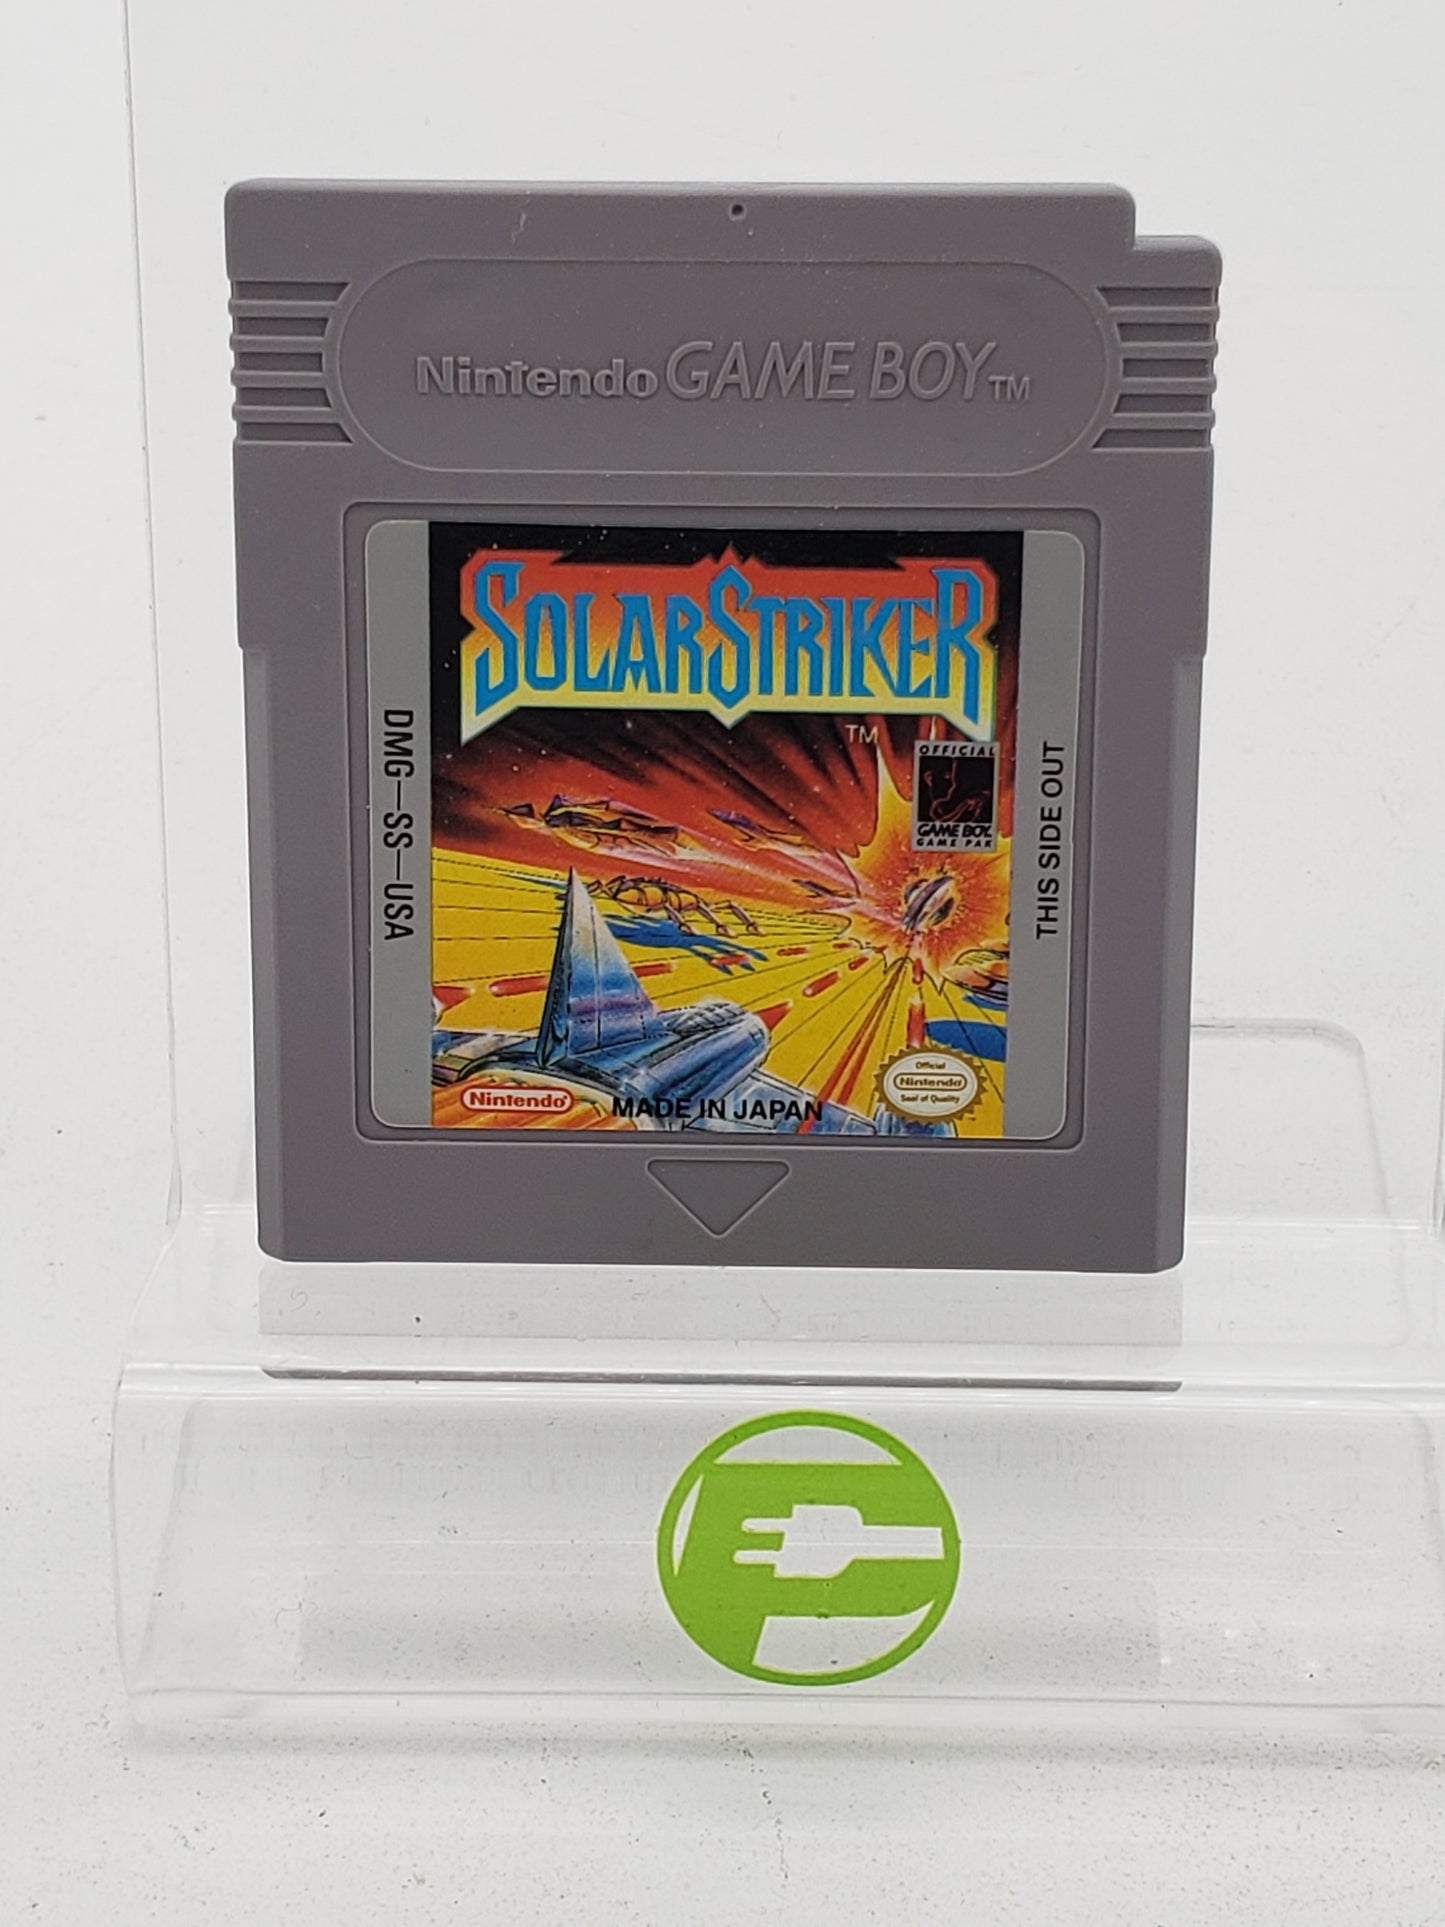 Nintendo GAME BOY TM
SOLARSTRIKER
TM
DMG-SS-USA
OFFICIAL
GAME BOY
GAME PAK
THIS SIDE OUT
Official
Nintendo
Seal of Quality
Nintendo
MADE IN JAPAN